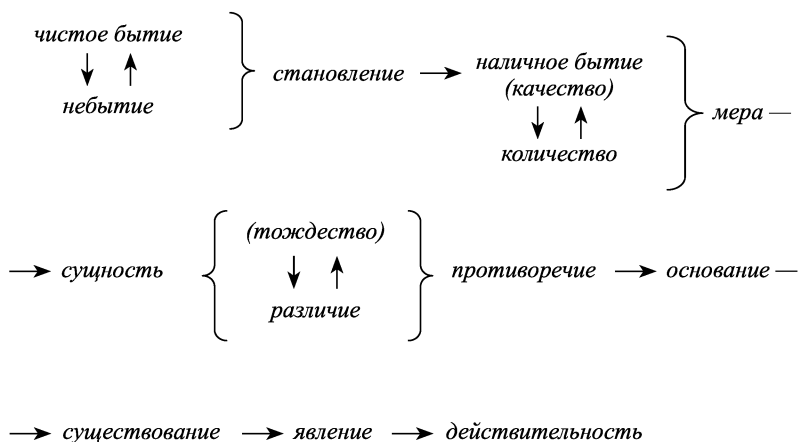 чистое бытие
небытие
становление
наличное бытие
(качество)
количество
мера —
сущность
(тождество)
различие
противоречие
основание —
существование
явление
действительность